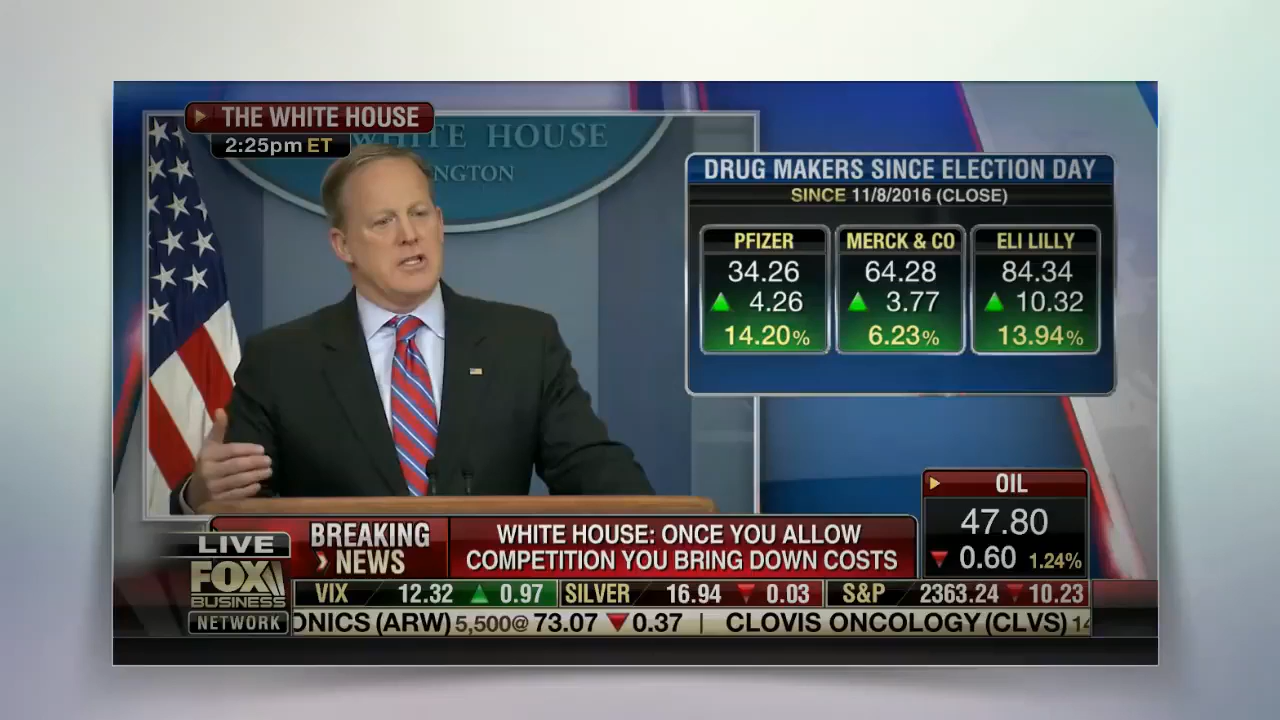 THE WHITE HOUSE
2:25pm ET
WHITE HOUSE
NGTON
DRUG MAKERS SINCE ELECTION DAY
SINCE 11/8/2016 (CLOSE)
PFIZER
34.26
▲ 4.26
14.20%
MERCK & CO
64.28
▲ 3.77
6.23%
ELI LILLY
84.34
▲ 10.32
13.94%
OIL
47.80
▼ 0.60 1.24%
BREAKING
NEWS
WHITE HOUSE: ONCE YOU ALLOW
COMPETITION YOU BRING DOWN COSTS
LIVE
FOX
BUSINESS
NETWORK
VIX 12.32 ▲ 0.97 SILVER 16.94 ▼ 0.03 S&P 2363.24 ▼ 10.23
ONICS (ARW) 5,500@ 73.07 ▼ 0.37 | CLOVIS ONCOLOGY (CLVS) 14